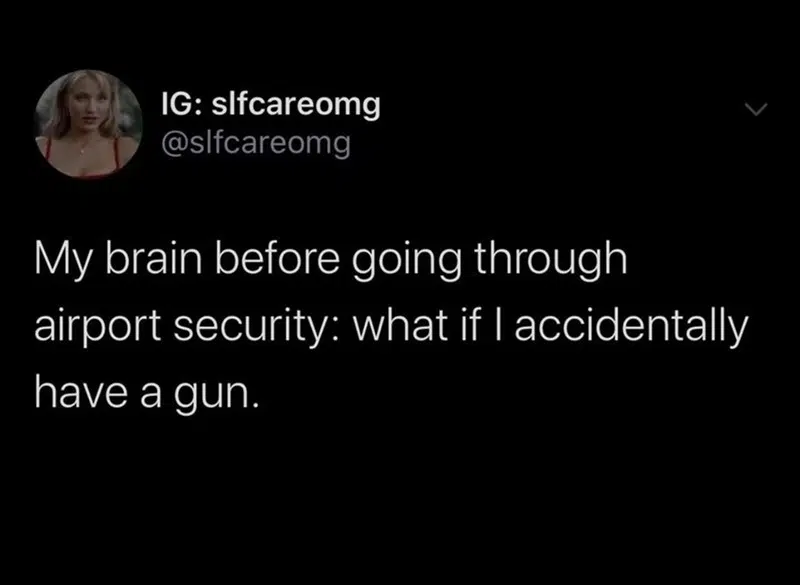 IG: slfcareomg
@slfcareomg
My brain before going through
airport security: what if I accidentally
have a gun.